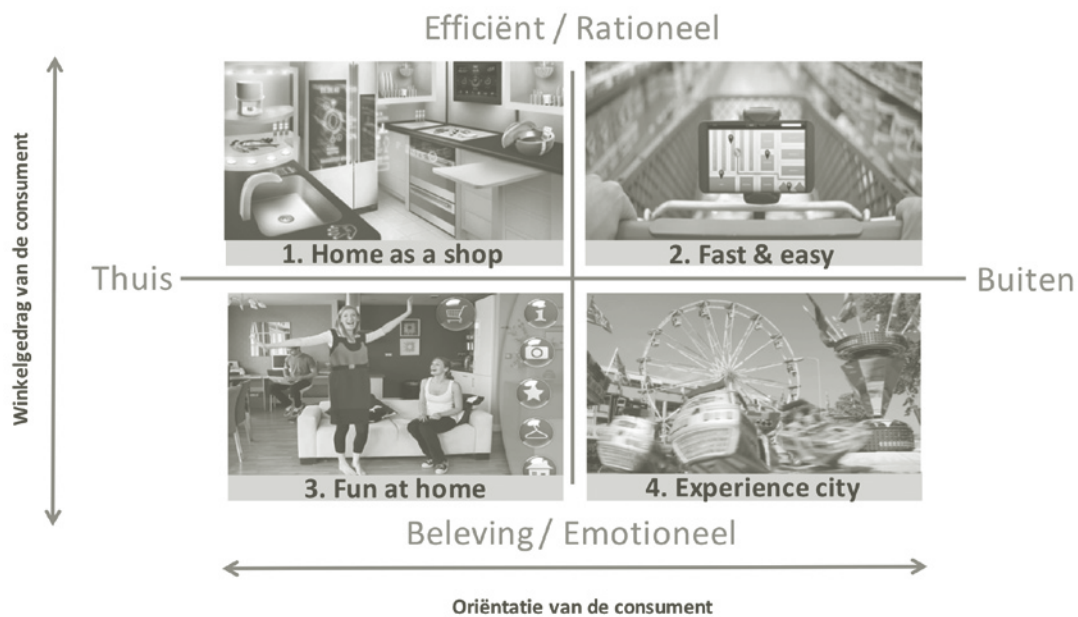 Efficiënt / Rationeel
Winkelgedrag van de consument
1. Home as a shop
2. Fast & easy
Thuis
Buiten
3. Fun at home
4. Experience city
Beleving / Emotioneel
Oriëntatie van de consument